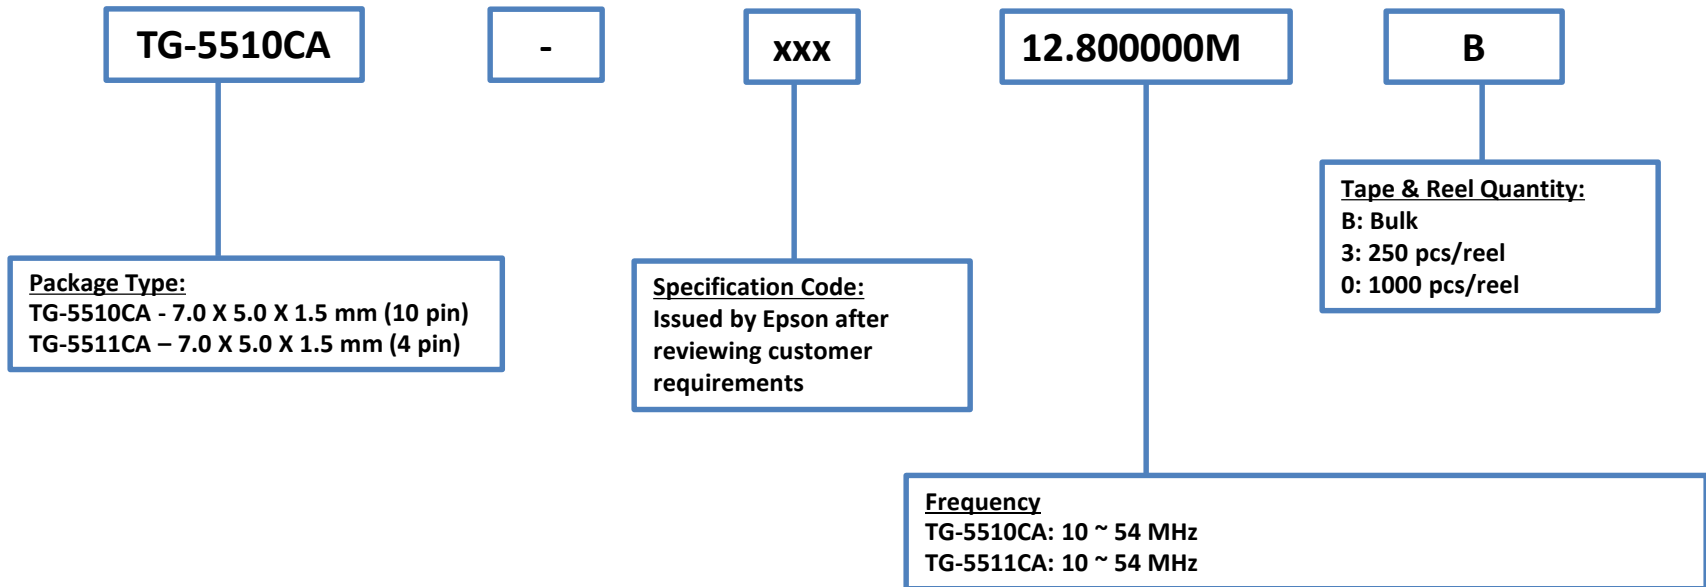 TG-5510CA
-
xxx
12.800000M
B
Package Type:
TG-5510CA - 7.0 X 5.0 X 1.5 mm (10 pin)
TG-5511CA – 7.0 X 5.0 X 1.5 mm (4 pin)
Specification Code:
Issued by Epson after
reviewing customer
requirements
Tape & Reel Quantity:
B: Bulk
3: 250 pcs/reel
0: 1000 pcs/reel
Frequency
TG-5510CA: 10 ~ 54 MHz
TG-5511CA: 10 ~ 54 MHz